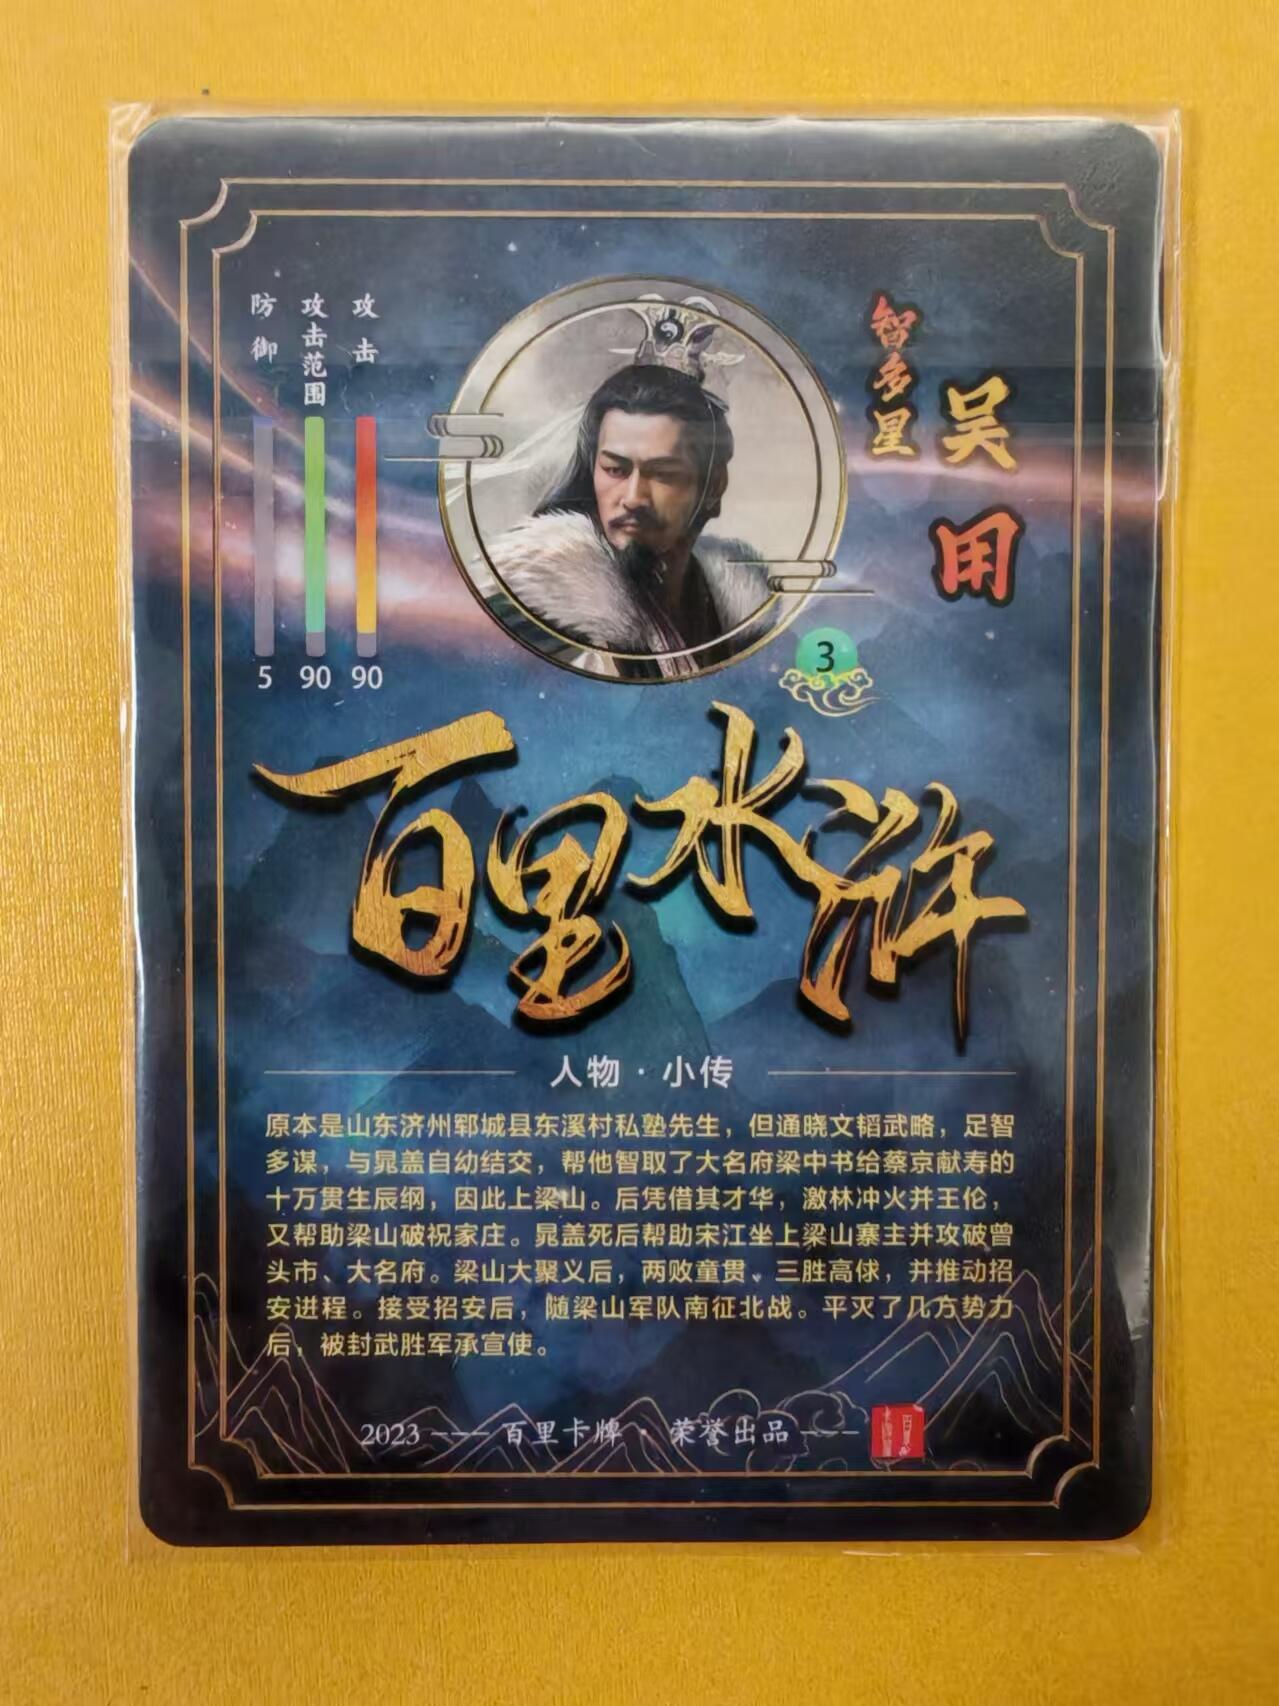 防御
攻击范围
攻击
5 90 90
智多星
吴用
3
百里水浒
人物·小传
原本是山东济州郓城县东溪村私塾先生，但通晓文韬武略，足智
多谋，与晁盖自幼结交，帮他智取了大名府梁中书给蔡京献寿的
十万贯生辰纲，因此上梁山。后凭借其才华，激林冲火并王伦，
又帮助梁山破祝家庄。晁盖死后帮助宋江坐上梁山寨主并攻破曾
头市、大名府。梁山大聚义后，两败童贯、三胜高俅，并推动招
安进程。接受招安后，随梁山军队南征北战。平灭了几方势力
后，被封武胜军承宣使。
2023---百里卡牌·荣誉出品---